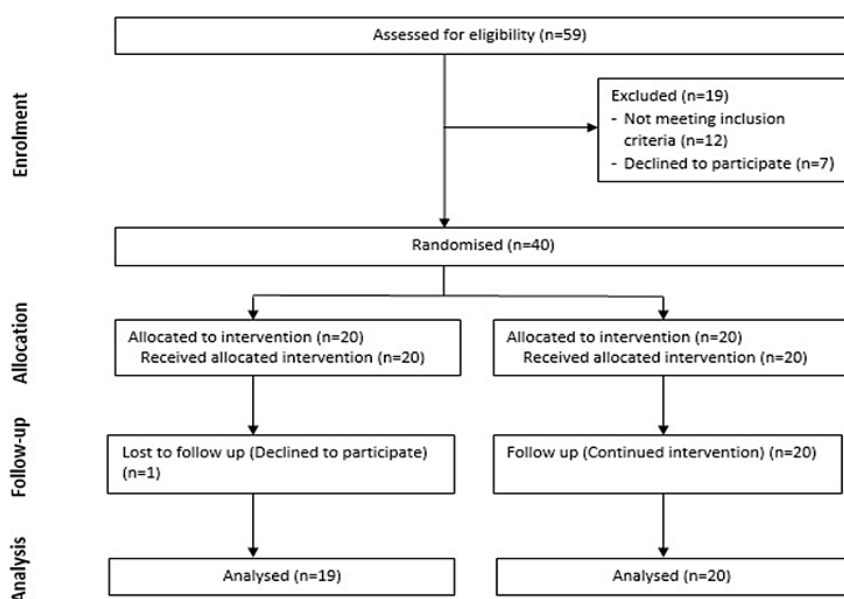 Assessed for eligibility (n=59)
Enrolment
Excluded (n=19)
- Not meeting inclusion
criteria (n=12)
- Declined to participate (n=7)
Randomised (n=40)
Allocation
Allocated to intervention (n=20)
Received allocated intervention (n=20)
Allocated to intervention (n=20)
Received allocated intervention (n=20)
Follow-up
Lost to follow up (Declined to participate)
(n=1)
Follow up (Continued intervention) (n=20)
Analysis
Analysed (n=19)
Analysed (n=20)